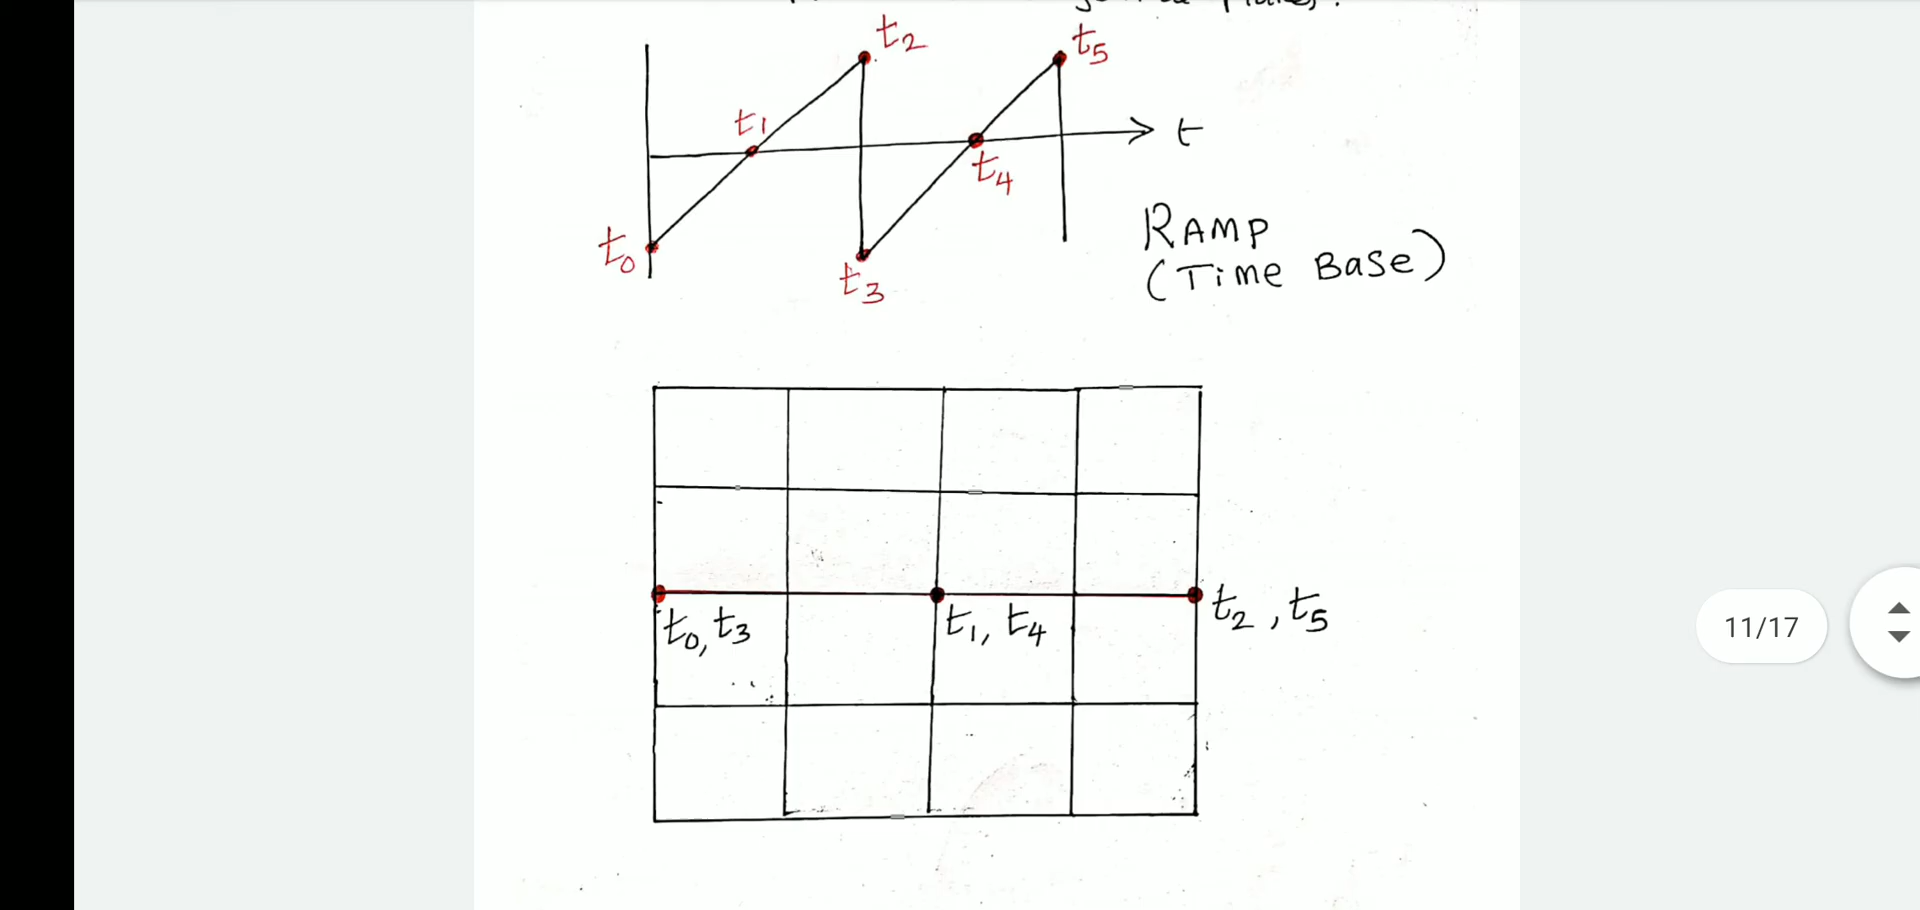 t2
t5
t1
t
t4
t0
RAMP
(Time Base)
t3
t0, t3
t1, t4
t2, t5
11/17